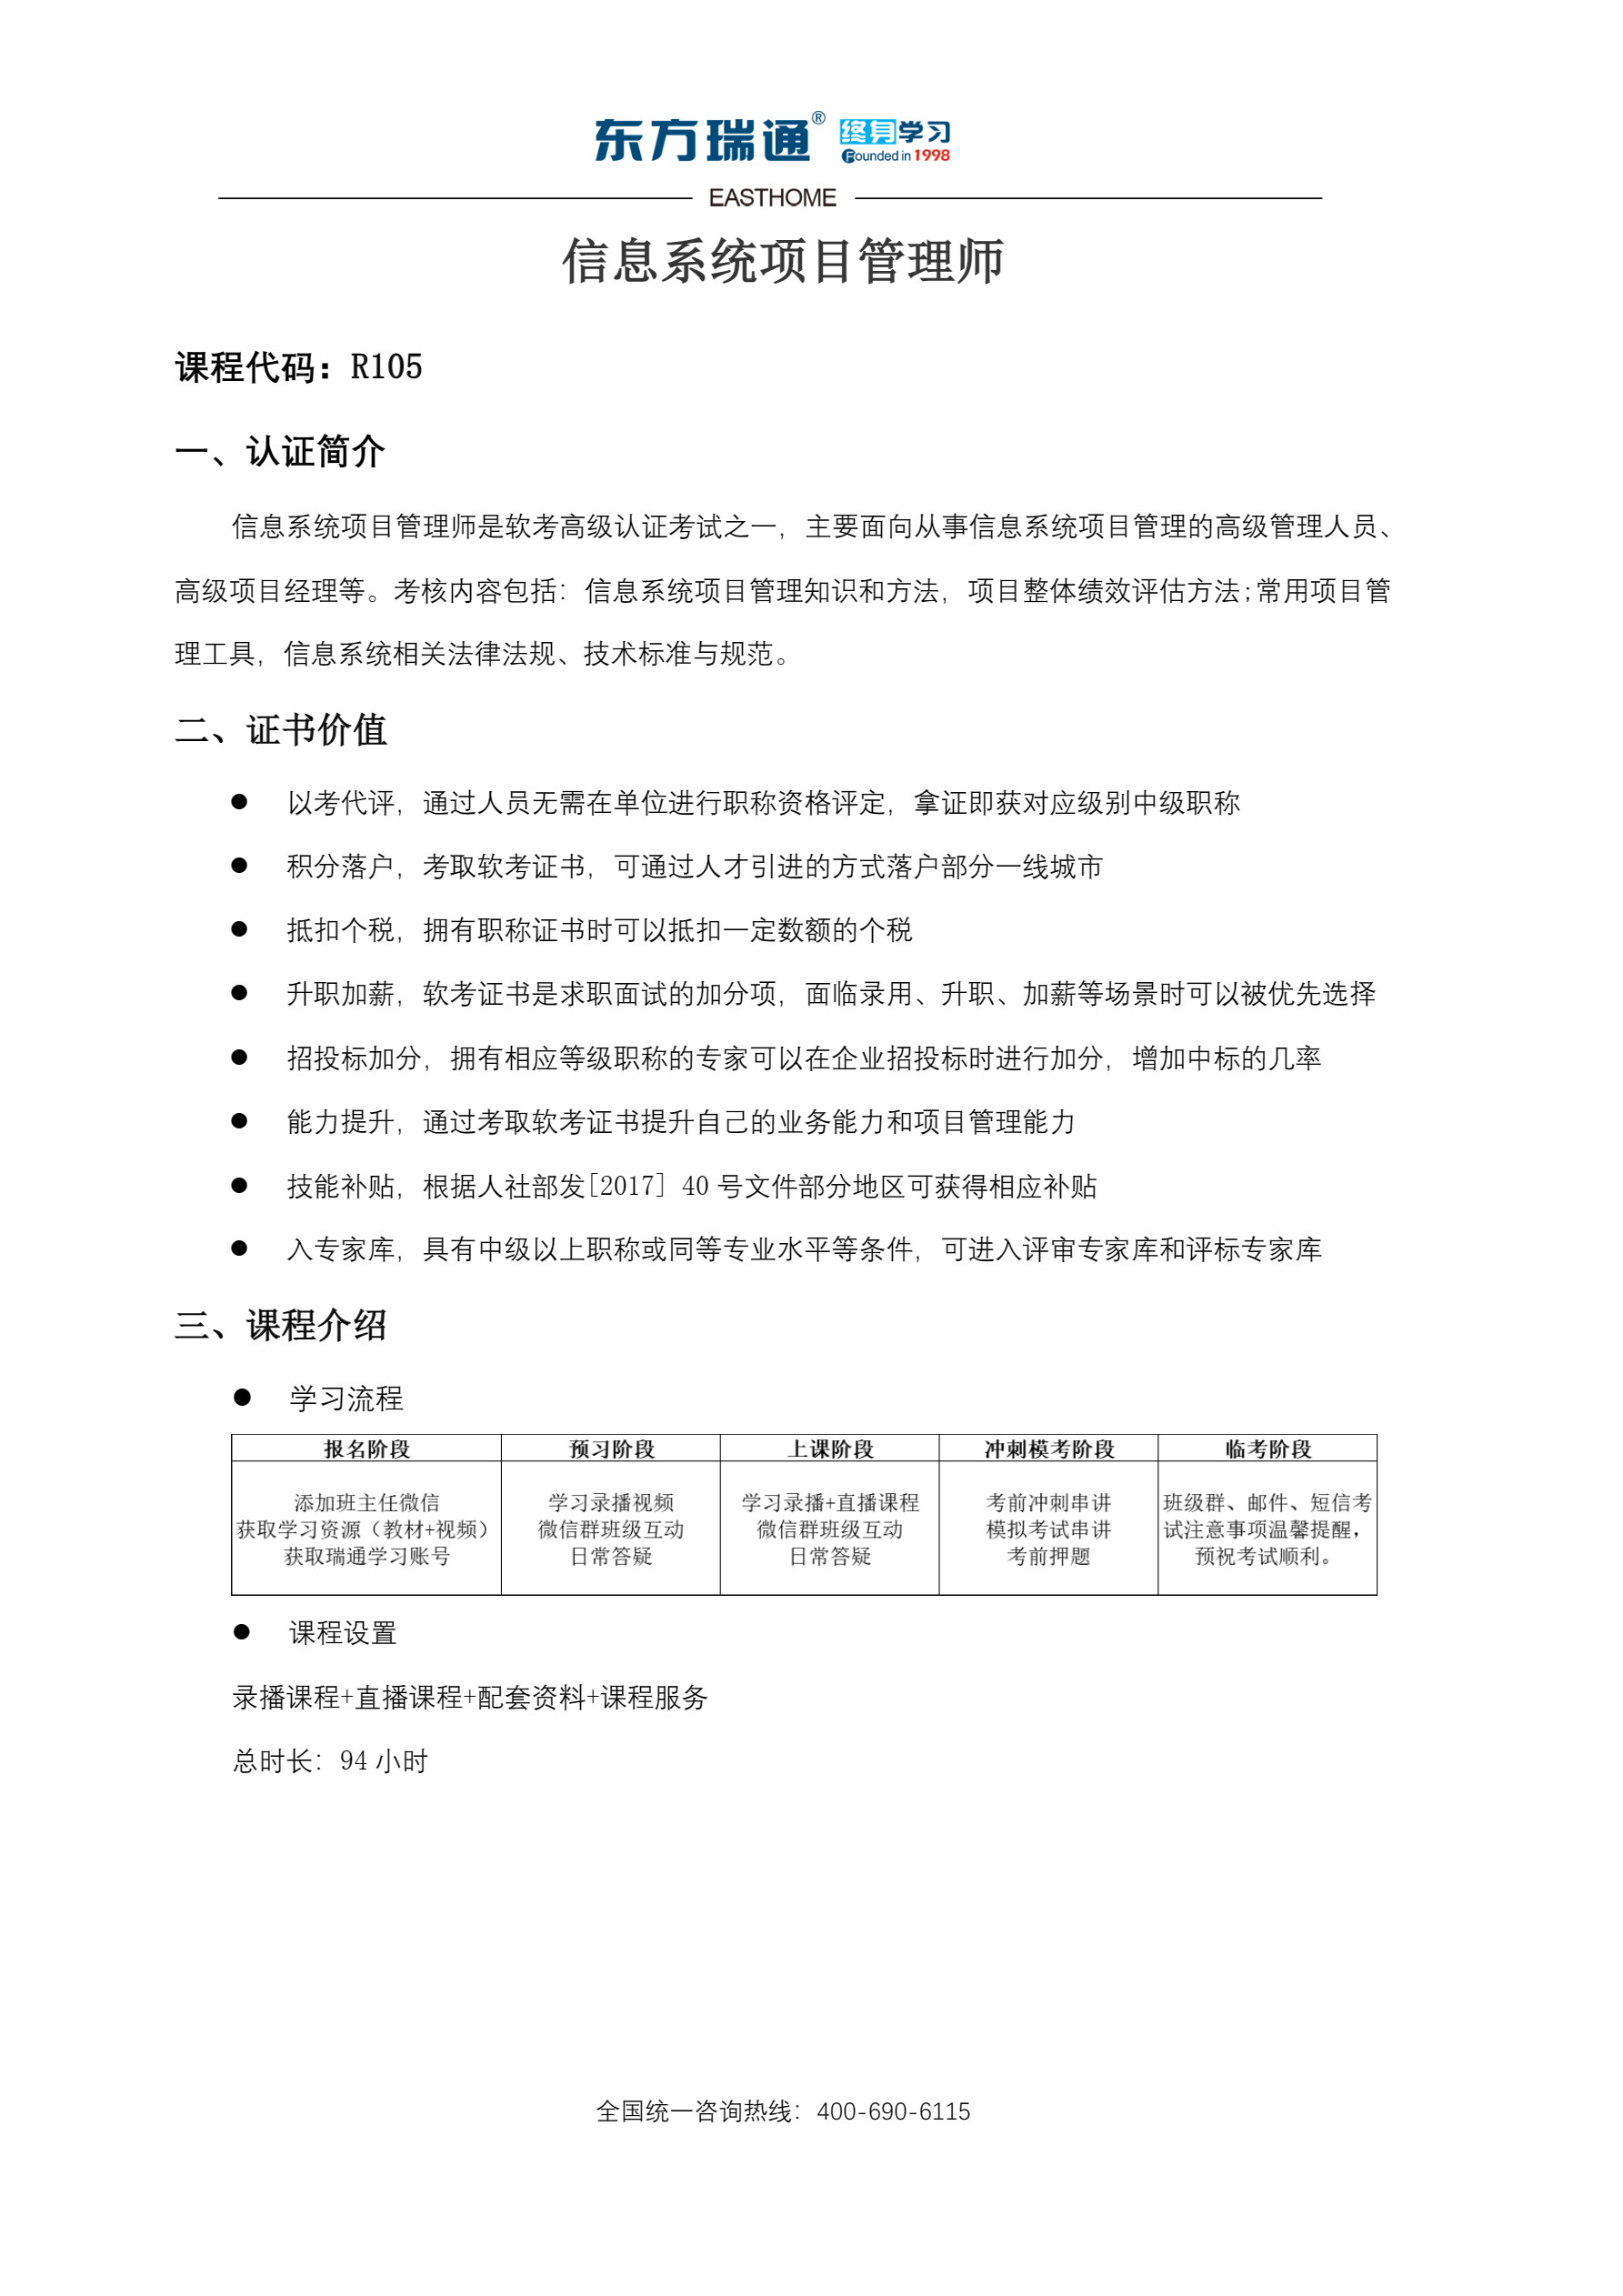 东方瑞通® 终身学习
Founded in 1998
EASTHOME
信息系统项目管理师
课程代码：R105
一、认证简介
信息系统项目管理师是软考高级认证考试之一，主要面向从事信息系统项目管理的高级管理人员、
高级项目经理等。考核内容包括：信息系统项目管理知识和方法，项目整体绩效评估方法;常用项目管
理工具，信息系统相关法律法规、技术标准与规范。
二、证书价值
● 以考代评，通过人员无需在单位进行职称资格评定，拿证即获对应级别中级职称
● 积分落户，考取软考证书，可通过人才引进的方式落户部分一线城市
● 抵扣个税，拥有职称证书时可以抵扣一定数额的个税
● 升职加薪，软考证书是求职面试的加分项，面临录用、升职、加薪等场景时可以被优先选择
● 招投标加分，拥有相应等级职称的专家可以在企业招投标时进行加分，增加中标的几率
● 能力提升，通过考取软考证书提升自己的业务能力和项目管理能力
● 技能补贴，根据人社部发[2017] 40 号文件部分地区可获得相应补贴
● 入专家库，具有中级以上职称或同等专业水平等条件，可进入评审专家库和评标专家库
三、课程介绍
● 学习流程
报名阶段 预习阶段 上课阶段 冲刺模考阶段 临考阶段
添加班主任微信 学习录播视频 学习录播+直播课程 考前冲刺串讲 班级群、邮件、短信考
获取学习资源（教材+视频） 微信群班级互动 微信群班级互动 模拟考试串讲 试注意事项温馨提醒，
获取瑞通学习账号 日常答疑 日常答疑 考前押题 预祝考试顺利。
● 课程设置
录播课程+直播课程+配套资料+课程服务
总时长：94 小时
全国统一咨询热线：400-690-6115